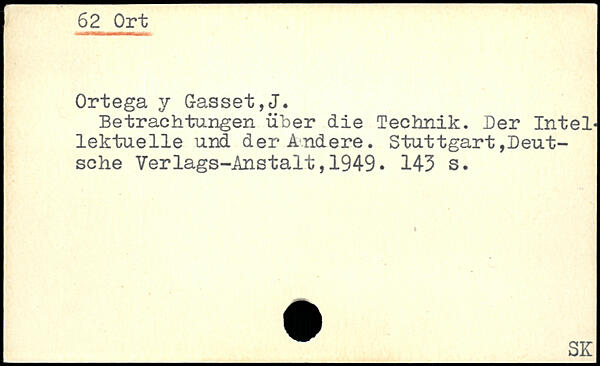 62 Ort
Ortega y Gasset,J.
Betrachtungen über die Technik. Der Intel-
lektuelle und der Andere. Stuttgart,Deut-
sche Verlags-Anstalt,1949. 143 s.
SK